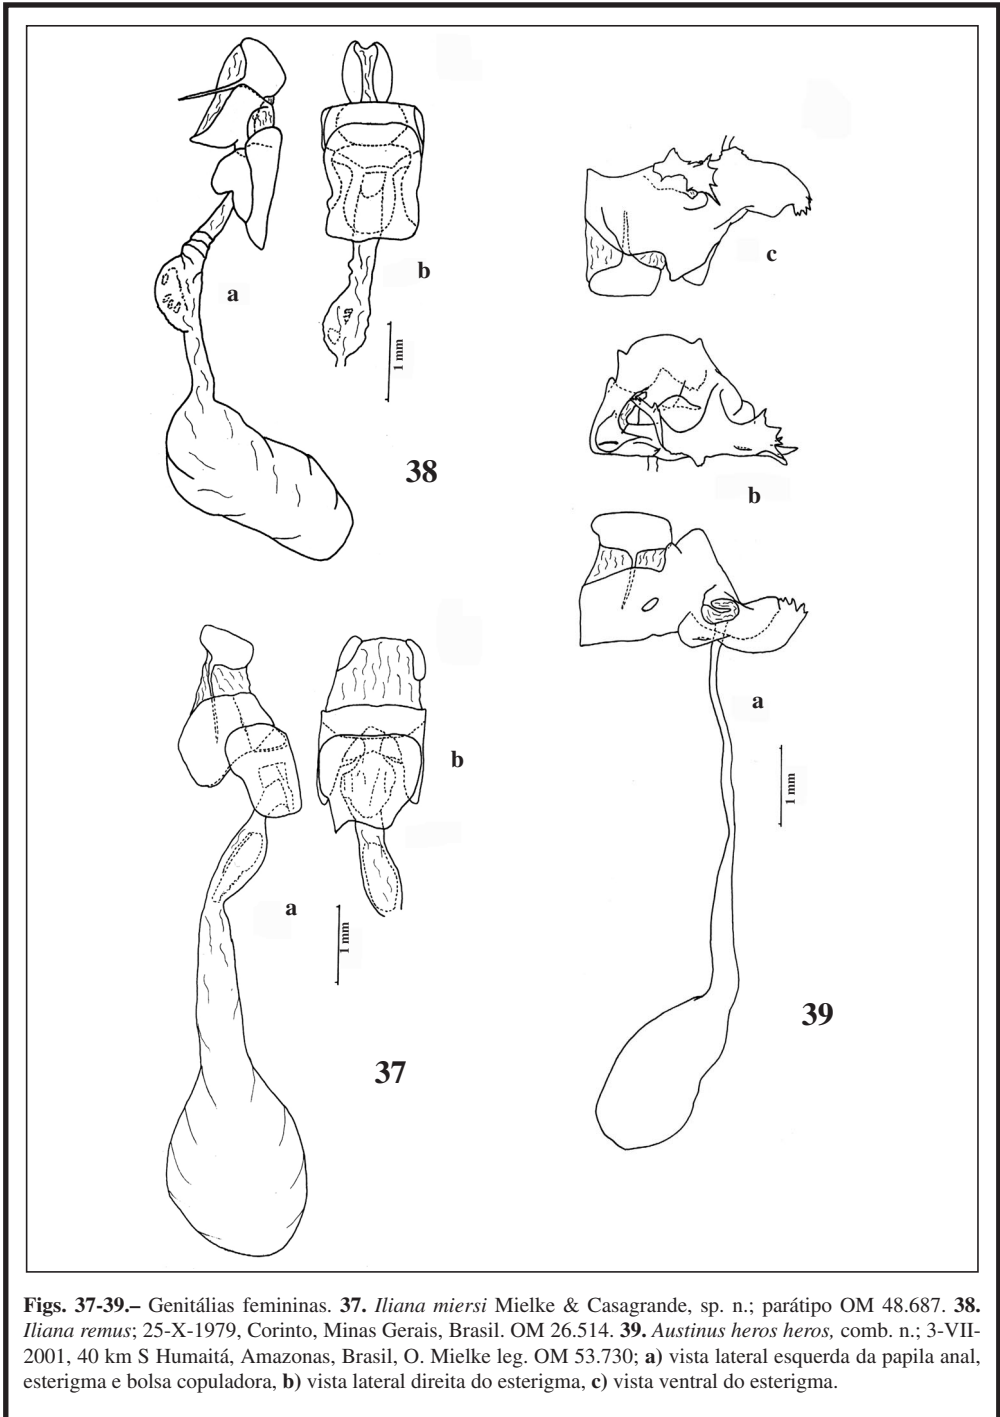 a
b
1 mm
38
c
b
a
1 mm
39
b
a
1 mm
37
Figs. 37-39.– Genitálias femininas. 37. Iliana miersi Mielke & Casagrande, sp. n.; parátipo OM 48.687. 38.
Iliana remus; 25-X-1979, Corinto, Minas Gerais, Brasil. OM 26.514. 39. Austinus heros heros, comb. n.; 3-VII-
2001, 40 km S Humaitá, Amazonas, Brasil, O. Mielke leg. OM 53.730; a) vista lateral esquerda da papila anal,
esterigma e bolsa copuladora, b) vista lateral direita do esterigma, c) vista ventral do esterigma.